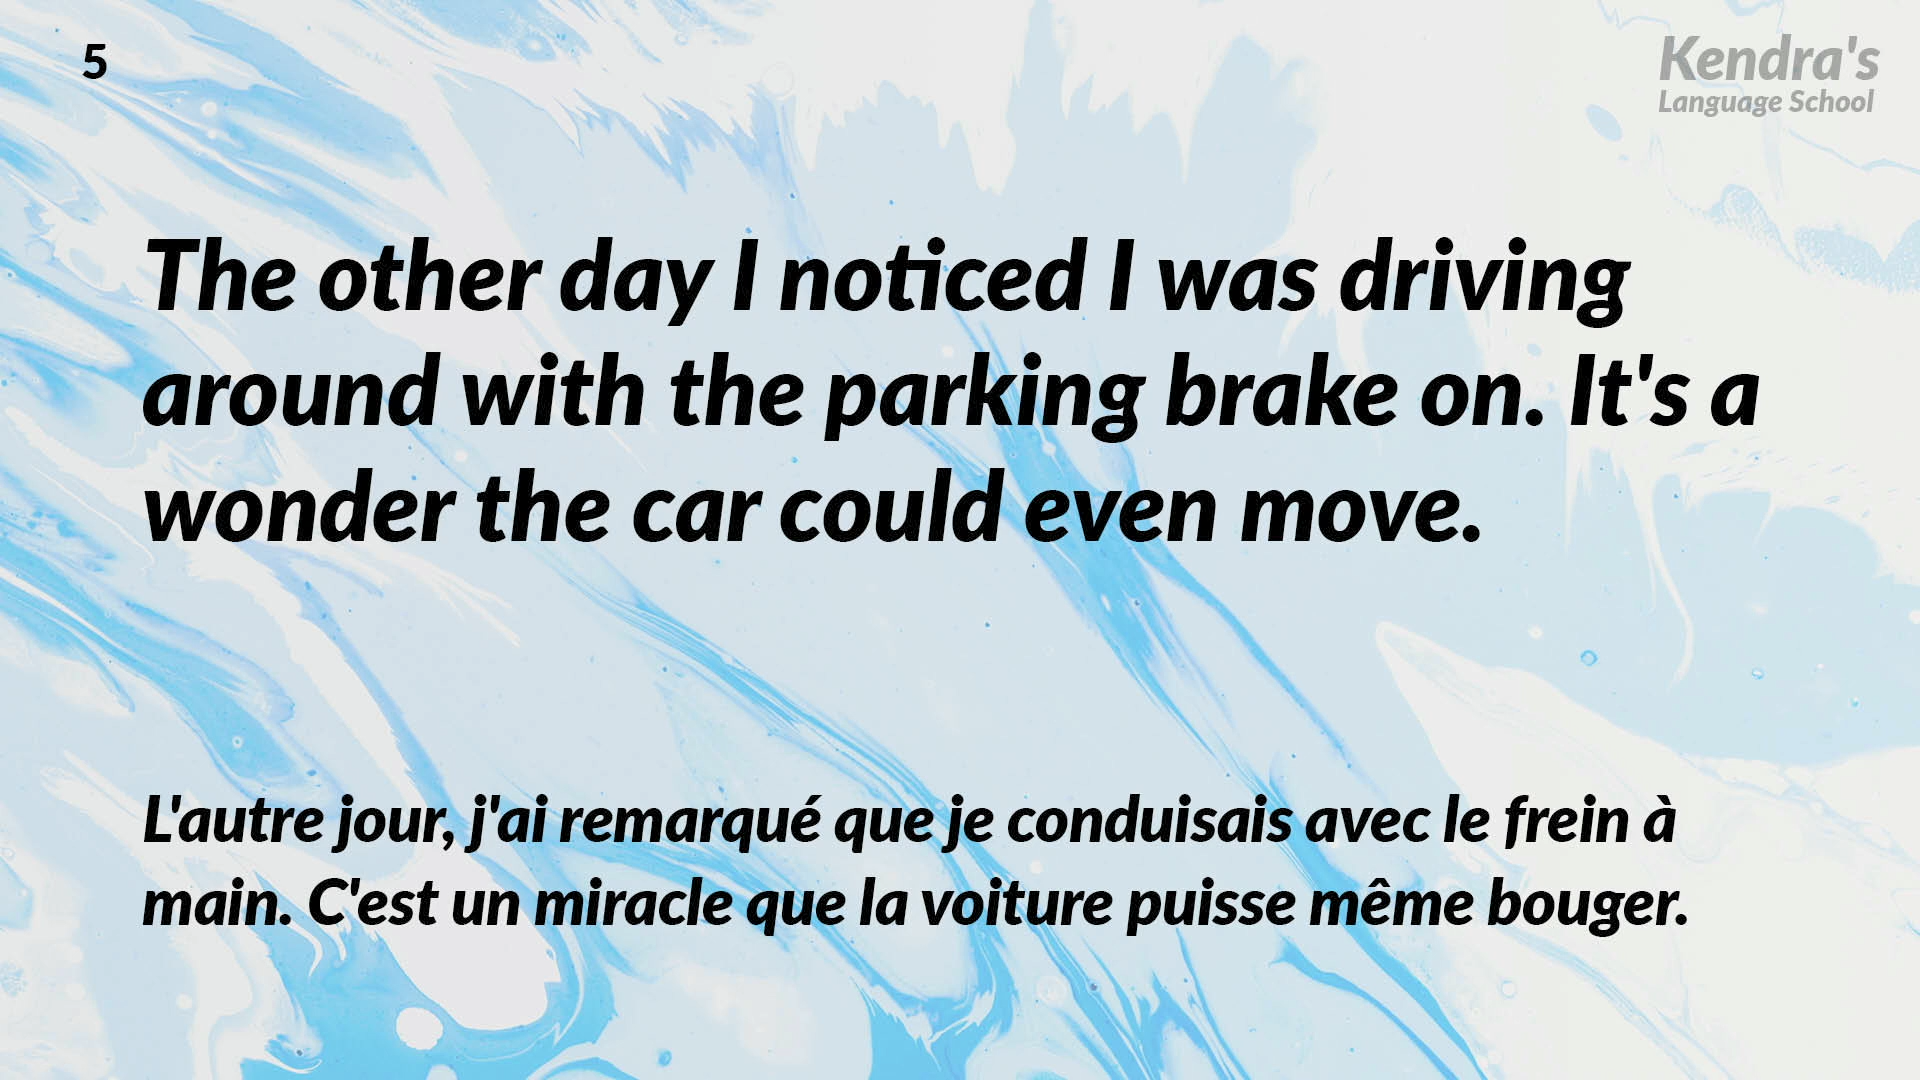 5
Kendra's
Language School
The other day I noticed I was driving
around with the parking brake on. It's a
wonder the car could even move.
L'autre jour, j'ai remarqué que je conduisais avec le frein à
main. C'est un miracle que la voiture puisse même bouger.